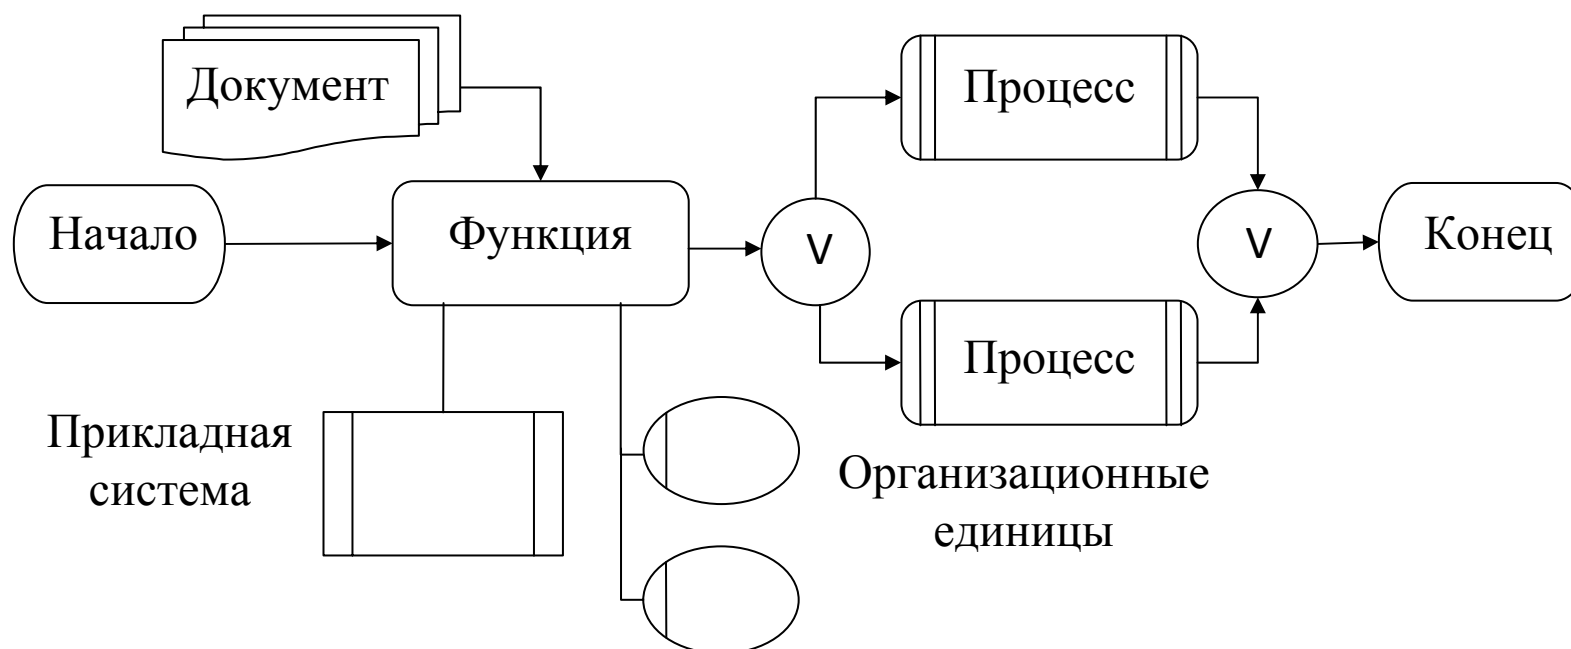 Документ
Процесс
Начало
Функция
V
V
Конец
Процесс
Прикладная
система
Организационные
единицы